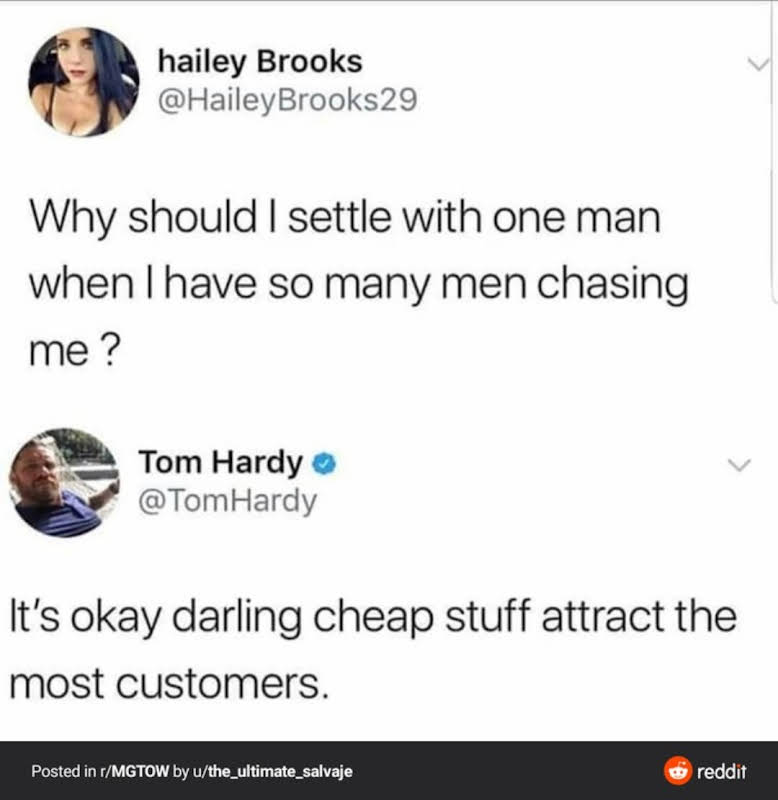 hailey Brooks
@HaileyBrooks29
Why should I settle with one man
when I have so many men chasing
me ?
Tom Hardy
@TomHardy
It's okay darling cheap stuff attract the
most customers.
Posted in r/MGTOW by u/the_ultimate_salvaje
reddit